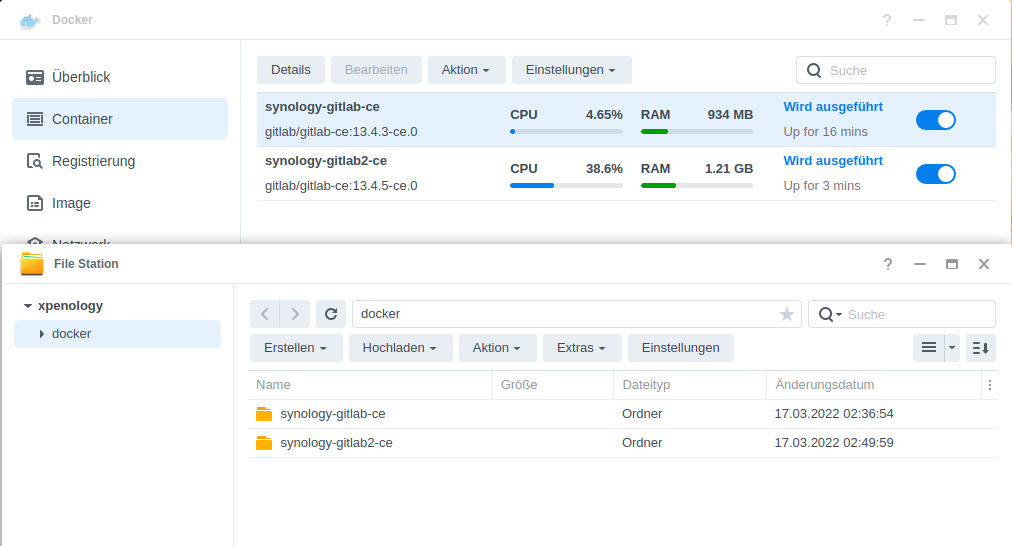 Docker
?
Überblick
Container
Registrierung
Image
Netzwerk
Details Bearbeiten Aktion Einstellungen Suche
synology-gitlab-ce CPU 4.65% RAM 934 MB Wird ausgeführt
gitlab/gitlab-ce:13.4.3-ce.0 Up for 16 mins
synology-gitlab2-ce CPU 38.6% RAM 1.21 GB Wird ausgeführt
gitlab/gitlab-ce:13.4.5-ce.0 Up for 3 mins
File Station
?
xpenology
docker
docker Suche
Erstellen Hochladen Aktion Extras Einstellungen
Name Größe Dateityp Änderungsdatum
synology-gitlab-ce Ordner 17.03.2022 02:36:54
synology-gitlab2-ce Ordner 17.03.2022 02:49:59